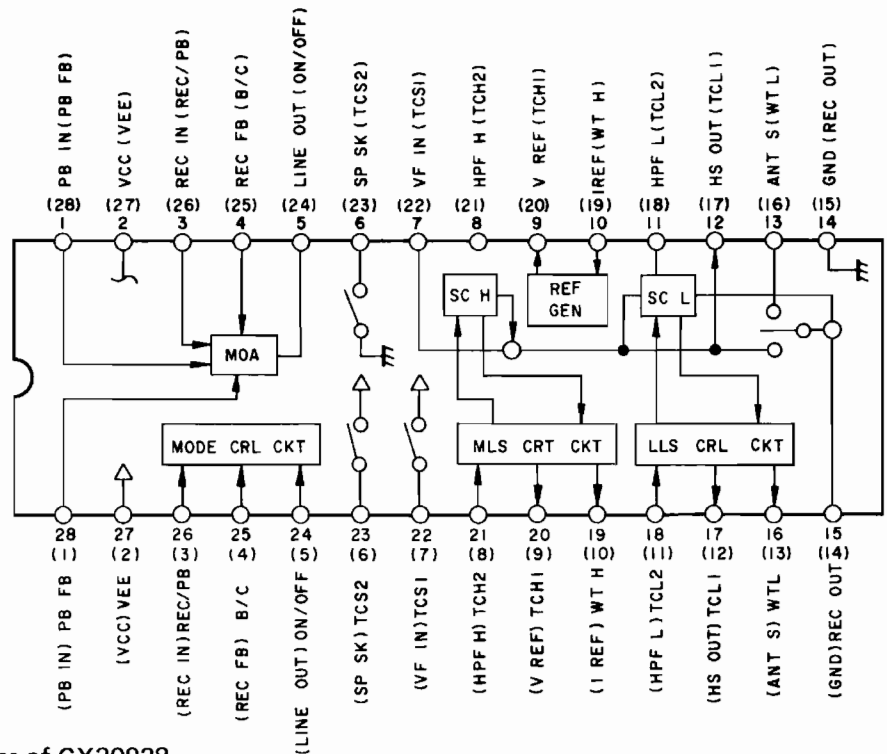 PB IN(PB FB)
VCC (VEE)
REC IN(REC/PB)
REC FB (B/C)
LINE OUT (ON/OFF)
SP SK(TCS2)
VF IN(TCS1)
HPF H(TCH2)
V REF(TCH1)
IREF(WT H)
HPF L(TCL2)
HS OUT(TCL1)
ANT S(WTL)
GND(REC OUT)
(28) (27) (26) (25) (24) (23) (22) (21) (20) (19) (18) (17) (16) (15)
1 2 3 4 5 6 7 8 9 10 11 12 13 14
SC H
REF
GEN
SC L
MOA
MODE CRL CKT
MLS CRT CKT
LLS CRL CKT
28 27 26 25 24 23 22 21 20 19 18 17 16 15
(1) (2) (3) (4) (5) (6) (7) (8) (9) (10) (11) (12) (13) (14)
(PB IN) PB FB
(VCC)VEE
(REC IN)REC/PB
(REC FB) B/C
(LINE OUT)ON/OFF
(SP SK)TCS2
(VF IN)TCS1
(HPF H)TCH2
(V REF)TCH1
(I REF)WT H
(HPF L)TCL2
(HS OUT)TCL1
(ANT S)WTL
(GND)REC OUT